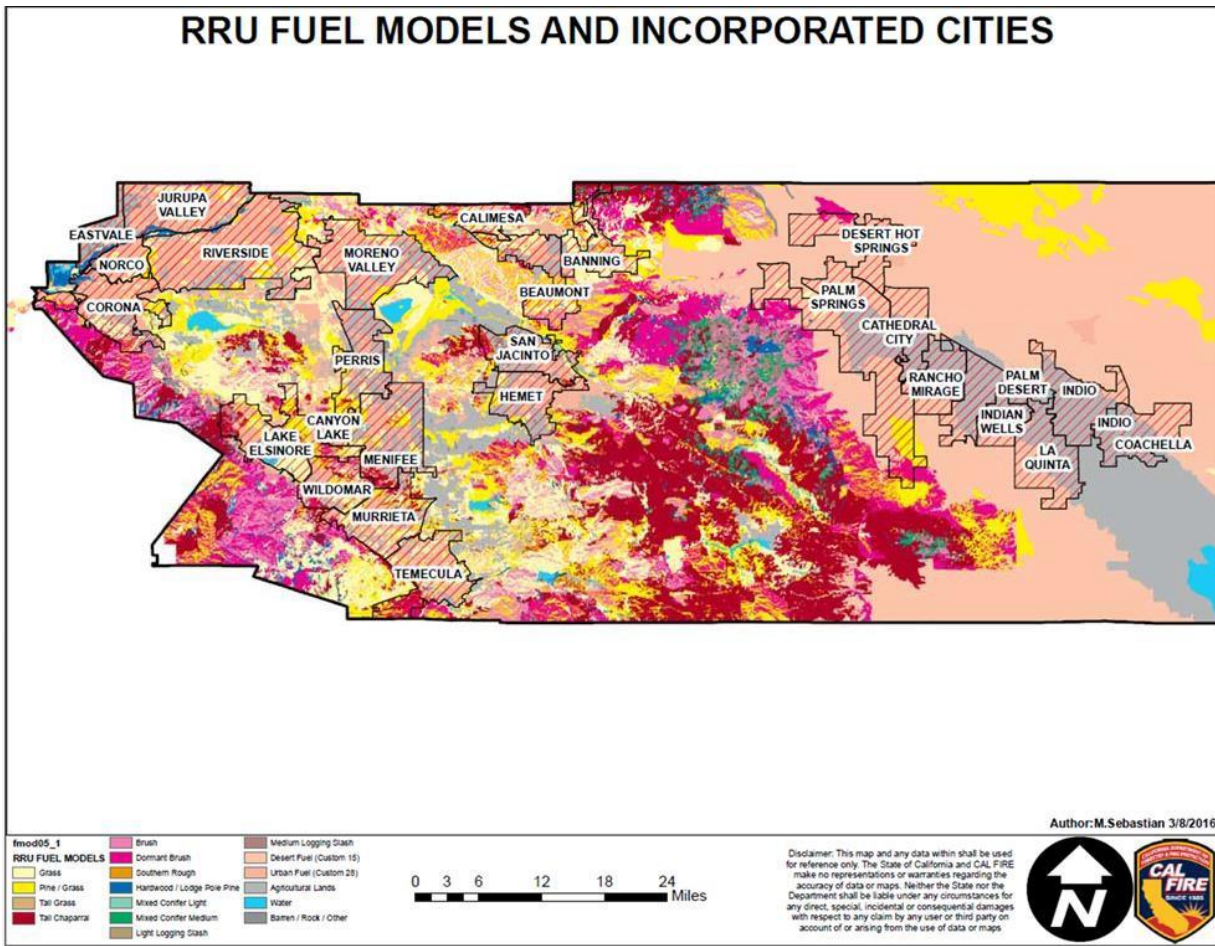 RRU FUEL MODELS AND INCORPORATED CITIES
JURUPA
VALLEY
EASTVALE
NORCO
RIVERSIDE
CORONA
MORENO
VALLEY
CALIMESA
BANNING
BEAUMONT
DESERT HOT
SPRINGS
PALM
SPRINGS
CATHEDRAL
CITY
PERRIS
SAN
JACINTO
HEMET
RANCHO
MIRAGE
PALM
DESERT
INDIO
INDIAN
WELLS
INDIO
COACHELLA
LA
QUINTA
CANYON
LAKE
LAKE
ELSINORE
MENIFEE
WILDOMAR
MURRIETA
TEMECULA
Author:M.Sebastian 3/8/2016
fmod05_1
RRU FUEL MODELS
Grass
Pine / Grass
Tall Grass
Tall Chaparral
Brush
Dormant Brush
Southern Rough
Hardwood / Lodge Pole Pine
Mixed Conifer Light
Mixed Conifer Medium
Light Logging Slash
Medium Logging Slash
Desert Fuel (Custom 15)
Urban Fuel (Custom 28)
Agricultural Lands
Water
Barren / Rock / Other
0 3 6 12 18 24
Miles
Disclaimer: This map and any data within shall be used
for reference only. The State of California and CAL FIRE
make no representations or warranties regarding the
accuracy of data or maps. Neither the State nor the
Department shall be liable under any circumstances for
any direct, special, incidental or consequential damages
with respect to any claim by any user or third party on
account of or arising from the use of data or maps
N
CALIFORNIA DEPARTMENT OF
FORESTRY & FIRE PROTECTION
CAL
FIRE
SINCE 1885